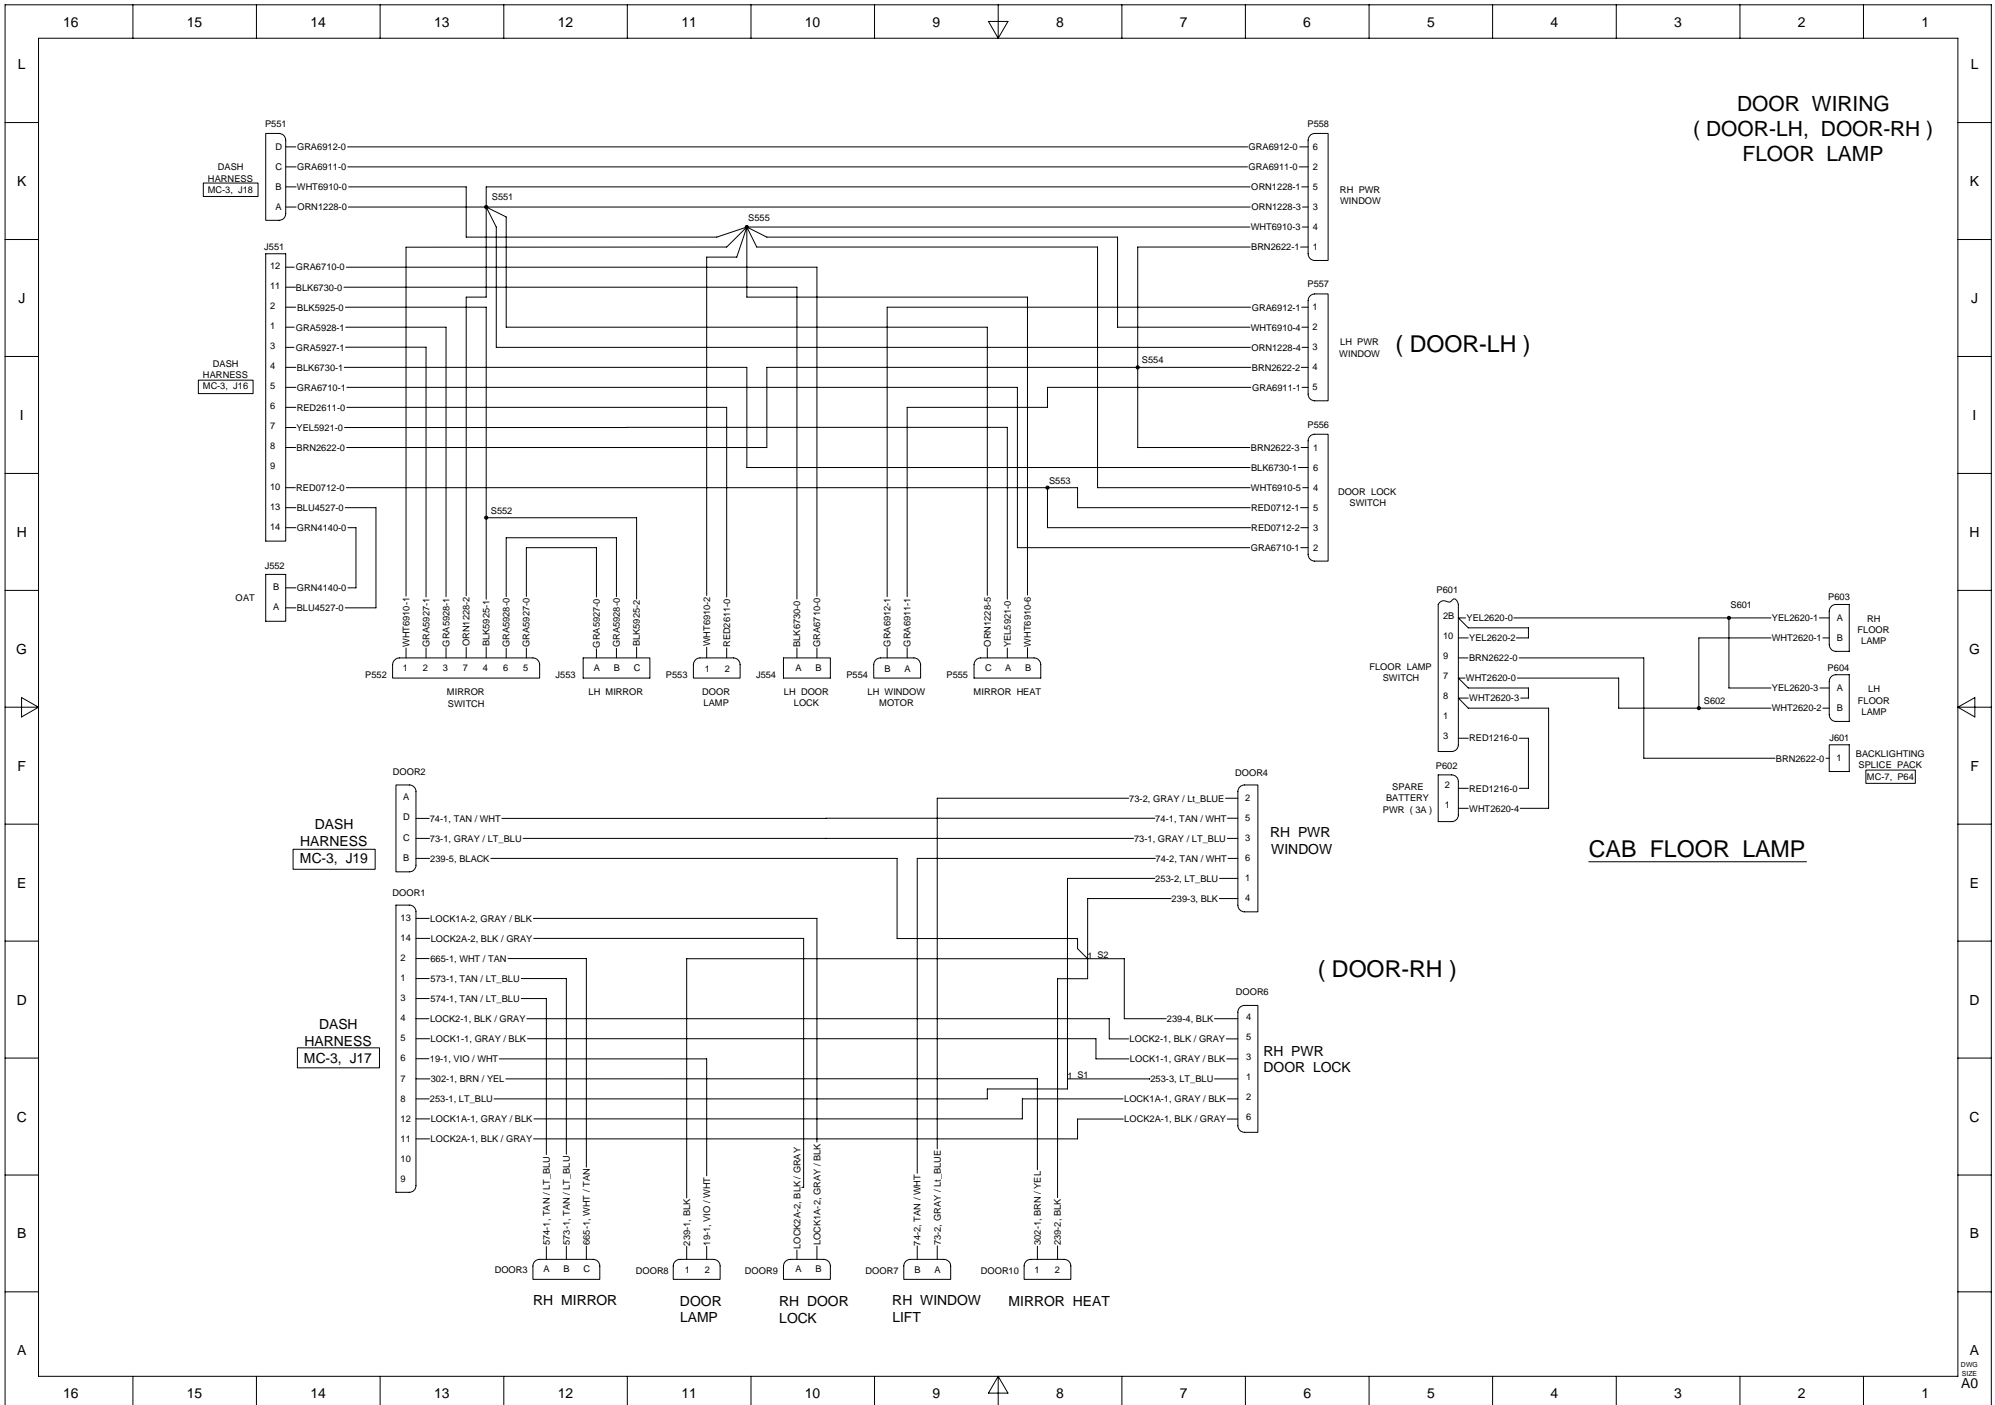 16 15 14 13 12 11 10 9 8 7 6 5 4 3 2 1
L K J I H G F E D C B A
L K J I H G F E D C B A
DOOR WIRING
( DOOR-LH, DOOR-RH )
FLOOR LAMP
P551
DASH
HARNESS
MC-3, J18
D GRA6912-0
C GRA6911-0
B WHT6910-0
A ORN1228-0
S551
S555
P558
GRA6912-0 6
GRA6911-0 2
ORN1228-1 5
ORN1228-3 3
WHT6910-3 4
BRN2622-1 1
RH PWR
WINDOW
J551
DASH
HARNESS
MC-3, J16
12 GRA6710-0
11 BLK6730-0
2 BLK5925-0
1 GRA5928-1
3 GRA5927-1
4 BLK6730-1
5 GRA6710-1
6 RED2611-0
7 YEL5921-0
8 BRN2622-0
9
10 RED0712-0
13 BLU4527-0
14 GRN4140-0
P557
GRA6912-1 1
WHT6910-4 2
ORN1228-4 3
BRN2622-2 4
GRA6911-1 5
LH PWR
WINDOW
( DOOR-LH )
S554
P556
BRN2622-3 1
BLK6730-1 6
WHT6910-5 4
RED0712-1 5
RED0712-2 3
GRA6710-1 2
DOOR LOCK
SWITCH
S553
S552
J552
OAT
B GRN4140-0
A BLU4527-0
WHT6910-1
GRA5927-1
GRA5928-1
ORN1228-2
BLK5925-1
GRA5928-0
GRA5927-0
P552 1 2 3 7 4 6 5
MIRROR
SWITCH
GRA5927-0
GRA5928-0
BLK5925-2
J553 A B C
LH MIRROR
WHT6910-2
RED2611-0
P553 1 2
DOOR
LAMP
BLK6730-0
GRA6710-0
J554 A B
LH DOOR
LOCK
GRA6912-1
GRA6911-1
P554 B A
LH WINDOW
MOTOR
ORN1228-5
YEL5921-0
WHT6910-6
P555 C A B
MIRROR HEAT
P601
FLOOR LAMP
SWITCH
2B YEL2620-0
10 YEL2620-2
9 BRN2622-0
7 WHT2620-0
8 WHT2620-3
1
3 RED1216-0
S601
S602
P603
YEL2620-1 A
WHT2620-1 B
RH
FLOOR
LAMP
P604
YEL2620-3 A
WHT2620-2 B
LH
FLOOR
LAMP
J601
BRN2622-0 1
BACKLIGHTING
SPLICE PACK
MC-7, P64
P602
SPARE
BATTERY
PWR ( 3A )
2 RED1216-0
1 WHT2620-4
CAB FLOOR LAMP
DOOR2
DASH
HARNESS
MC-3, J19
A
D 74-1, TAN / WHT
C 73-1, GRAY / LT_BLU
B 239-5, BLACK
DOOR4
73-2, GRAY / Lt_BLUE 2
74-1, TAN / WHT 5
73-1, GRAY / LT_BLU 3
74-2, TAN / WHT 6
253-2, LT_BLU 1
239-3, BLK 4
RH PWR
WINDOW
DOOR1
DASH
HARNESS
MC-3, J17
13 LOCK1A-2, GRAY / BLK
14 LOCK2A-2, BLK / GRAY
2 665-1, WHT / TAN
1 573-1, TAN / LT_BLU
3 574-1, TAN / LT_BLU
4 LOCK2-1, BLK / GRAY
5 LOCK1-1, GRAY / BLK
6 19-1, VIO / WHT
7 302-1, BRN / YEL
8 253-1, LT_BLU
12 LOCK1A-1, GRAY / BLK
11 LOCK2A-1, BLK / GRAY
10
9
1 S2
1 S1
( DOOR-RH )
DOOR6
239-4, BLK 4
LOCK2-1, BLK / GRAY 5
LOCK1-1, GRAY / BLK 3
253-3, LT_BLU 1
LOCK1A-1, GRAY / BLK 2
LOCK2A-1, BLK / GRAY 6
RH PWR
DOOR LOCK
574-1, TAN / LT_BLU
573-1, TAN / LT_BLU
665-1, WHT / TAN
DOOR3 A B C
RH MIRROR
239-1, BLK
19-1, VIO / WHT
DOOR8 1 2
DOOR
LAMP
LOCK2A-2, BLK / GRAY
LOCK1A-2, GRAY / BLK
DOOR9 A B
RH DOOR
LOCK
74-2, TAN / WHT
73-2, GRAY / Lt_BLUE
DOOR7 B A
RH WINDOW
LIFT
302-1, BRN / YEL
239-2, BLK
DOOR10 1 2
MIRROR HEAT
DWG
SIZE
A0
16 15 14 13 12 11 10 9 8 7 6 5 4 3 2 1